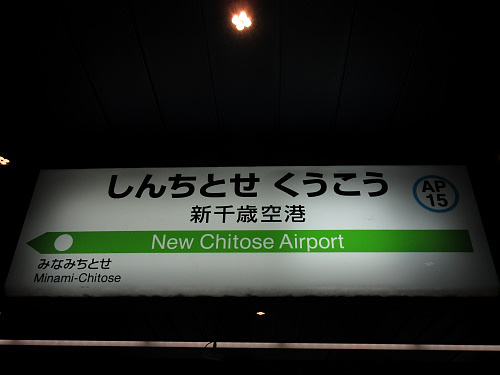 しんちとせ くうこう
AP
15
新千歳空港
New Chitose Airport
みなみちとせ
Minami-Chitose